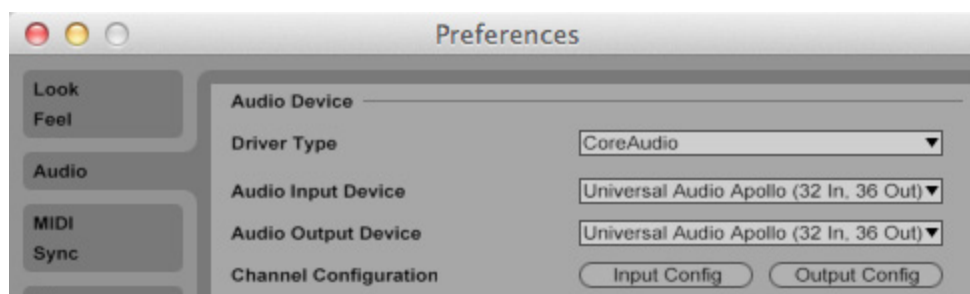 Preferences
Look
Feel
Audio
MIDI
Sync
Audio Device
Driver Type CoreAudio
Audio Input Device Universal Audio Apollo (32 In, 36 Out)
Audio Output Device Universal Audio Apollo (32 In, 36 Out)
Channel Configuration Input Config Output Config